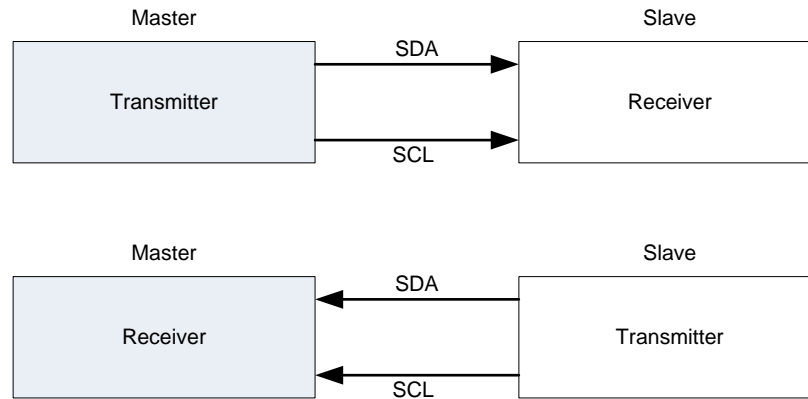 Master Slave
SDA
Transmitter Receiver
SCL
Master Slave
SDA
Receiver Transmitter
SCL